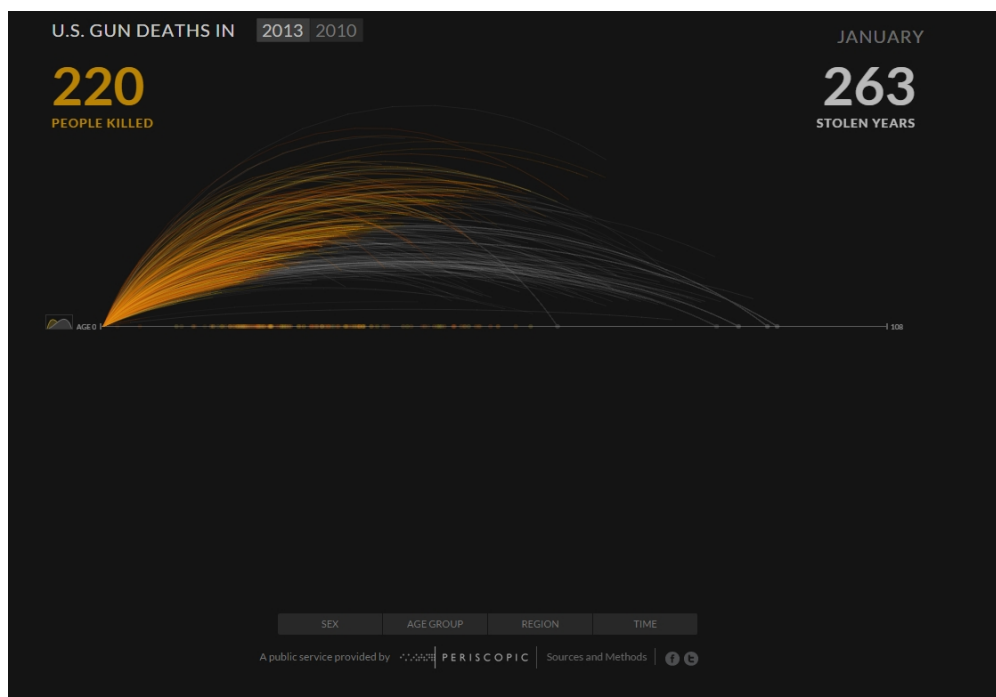 U.S. GUN DEATHS IN 2013 2010
JANUARY
220
PEOPLE KILLED
263
STOLEN YEARS
AGE 0
108
SEX AGE GROUP REGION TIME
A public service provided by PERISCOPIC Sources and Methods